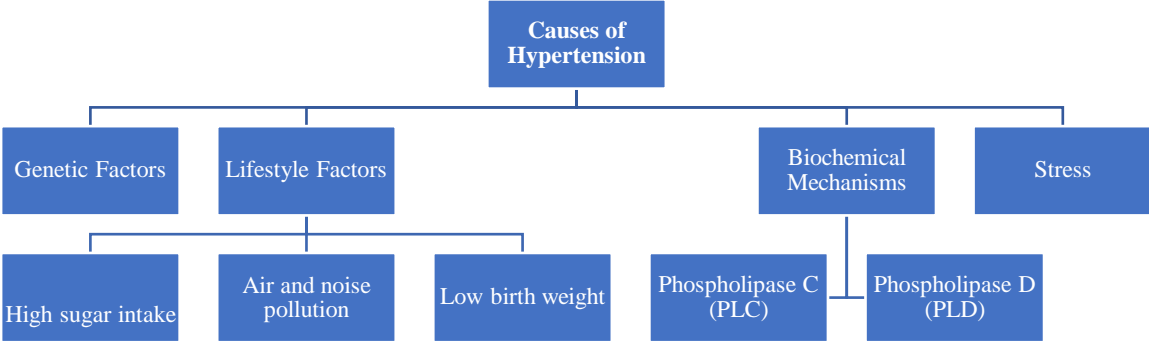 Causes of
Hypertension
Genetic Factors
Lifestyle Factors
Biochemical
Mechanisms
Stress
High sugar intake
Air and noise
pollution
Low birth weight
Phospholipase C
(PLC)
Phospholipase D
(PLD)